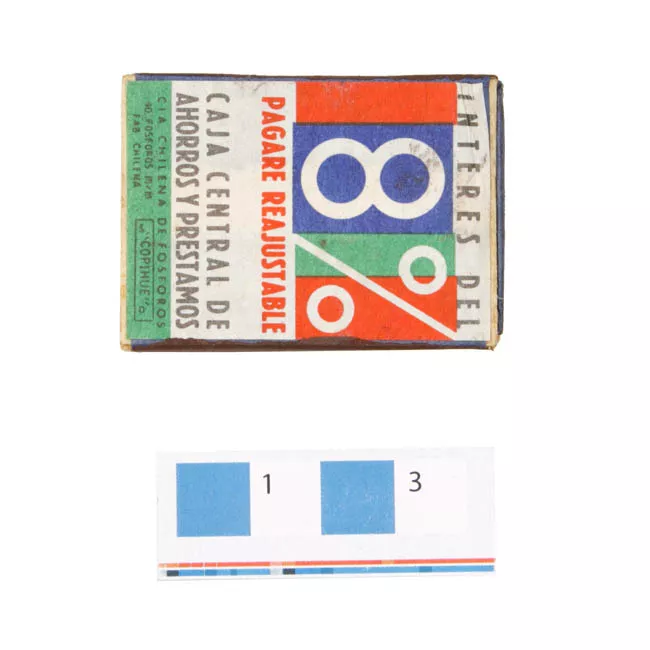 INTERES DEL
8%
PAGARE REAJUSTABLE
CAJA CENTRAL DE
AHORROS Y PRESTAMOS
CIA CHILENA DE FOSFOROS
40 FOSFOROS M/M
FAB CHILENA
"COPIHUE"
1
3